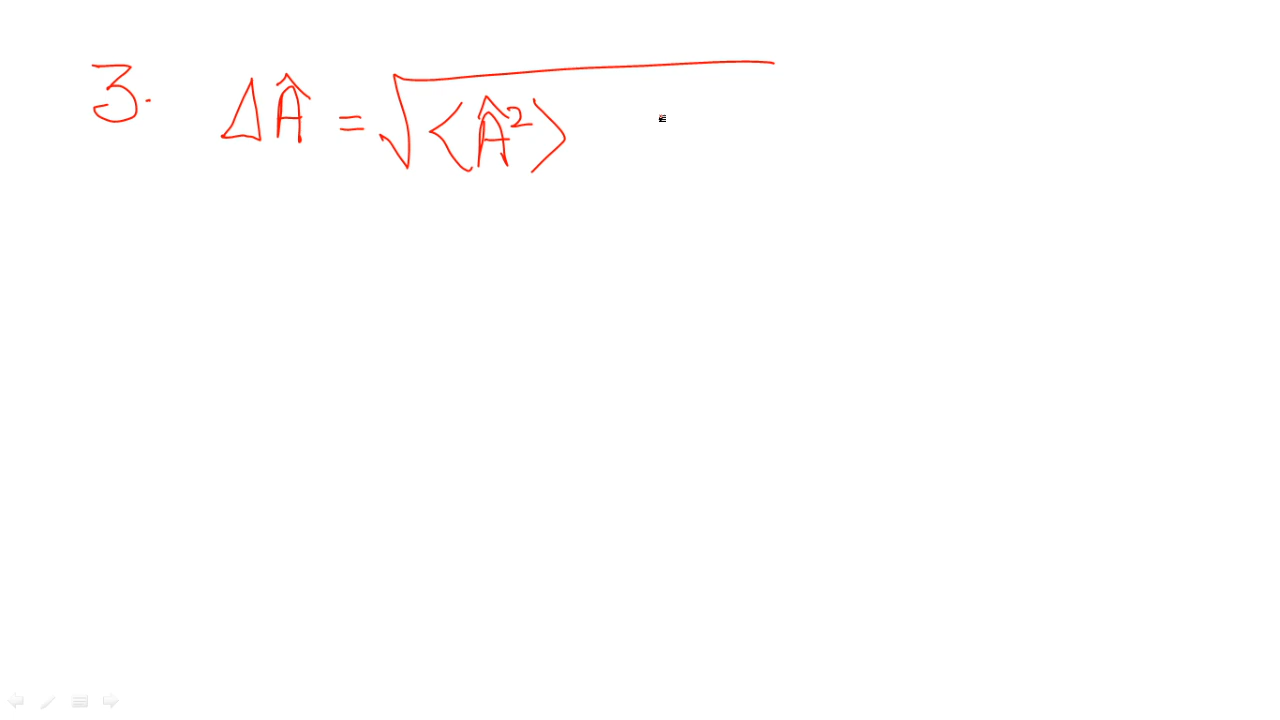 3. ΔÂ = √⟨Â²⟩